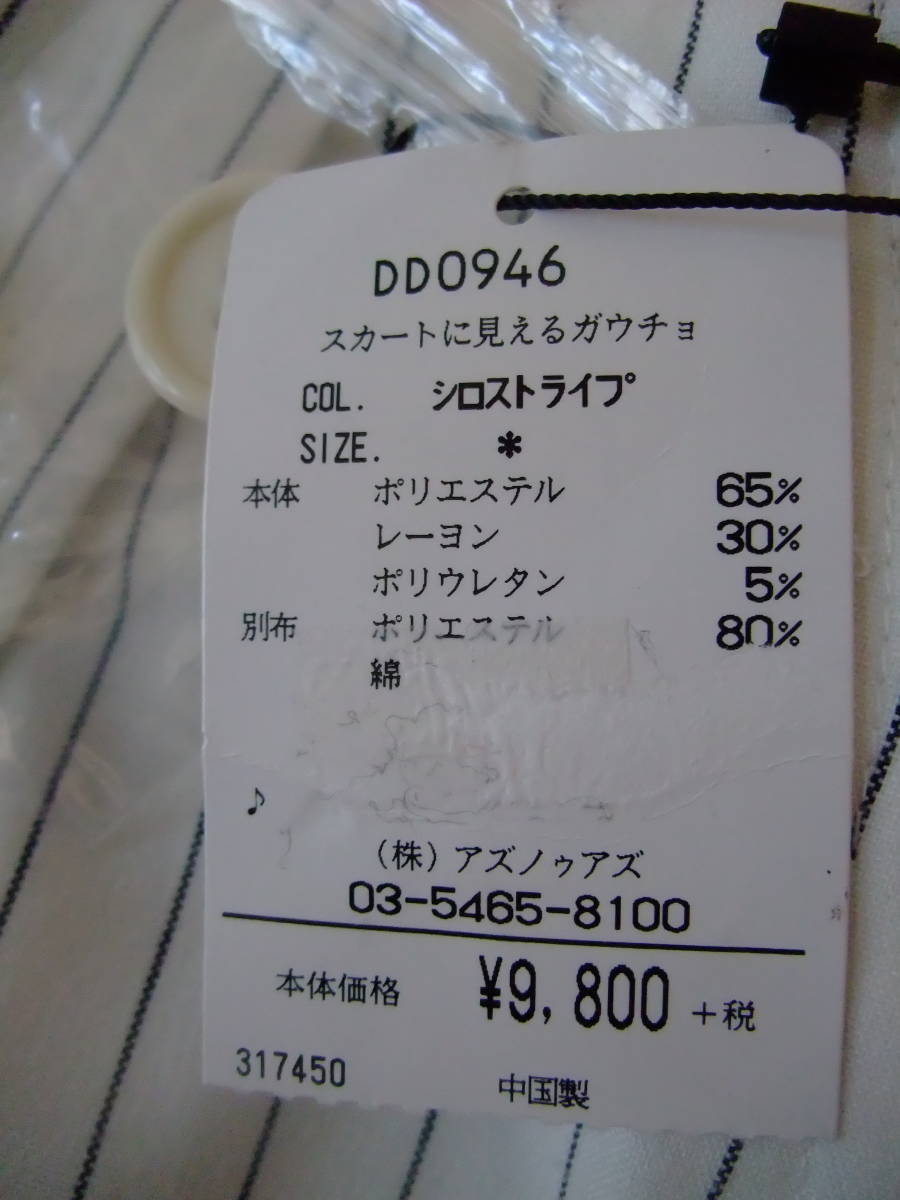 DD0946
スカートに見えるガウチョ
COL. シロストライプ
SIZE. *
本体 ポリエステル 65%
レーヨン 30%
ポリウレタン 5%
別布 ポリエステル 80%
綿
♪
(株)アズノゥアズ
03-5465-8100
本体価格 ¥9,800 +税
317450 中国製